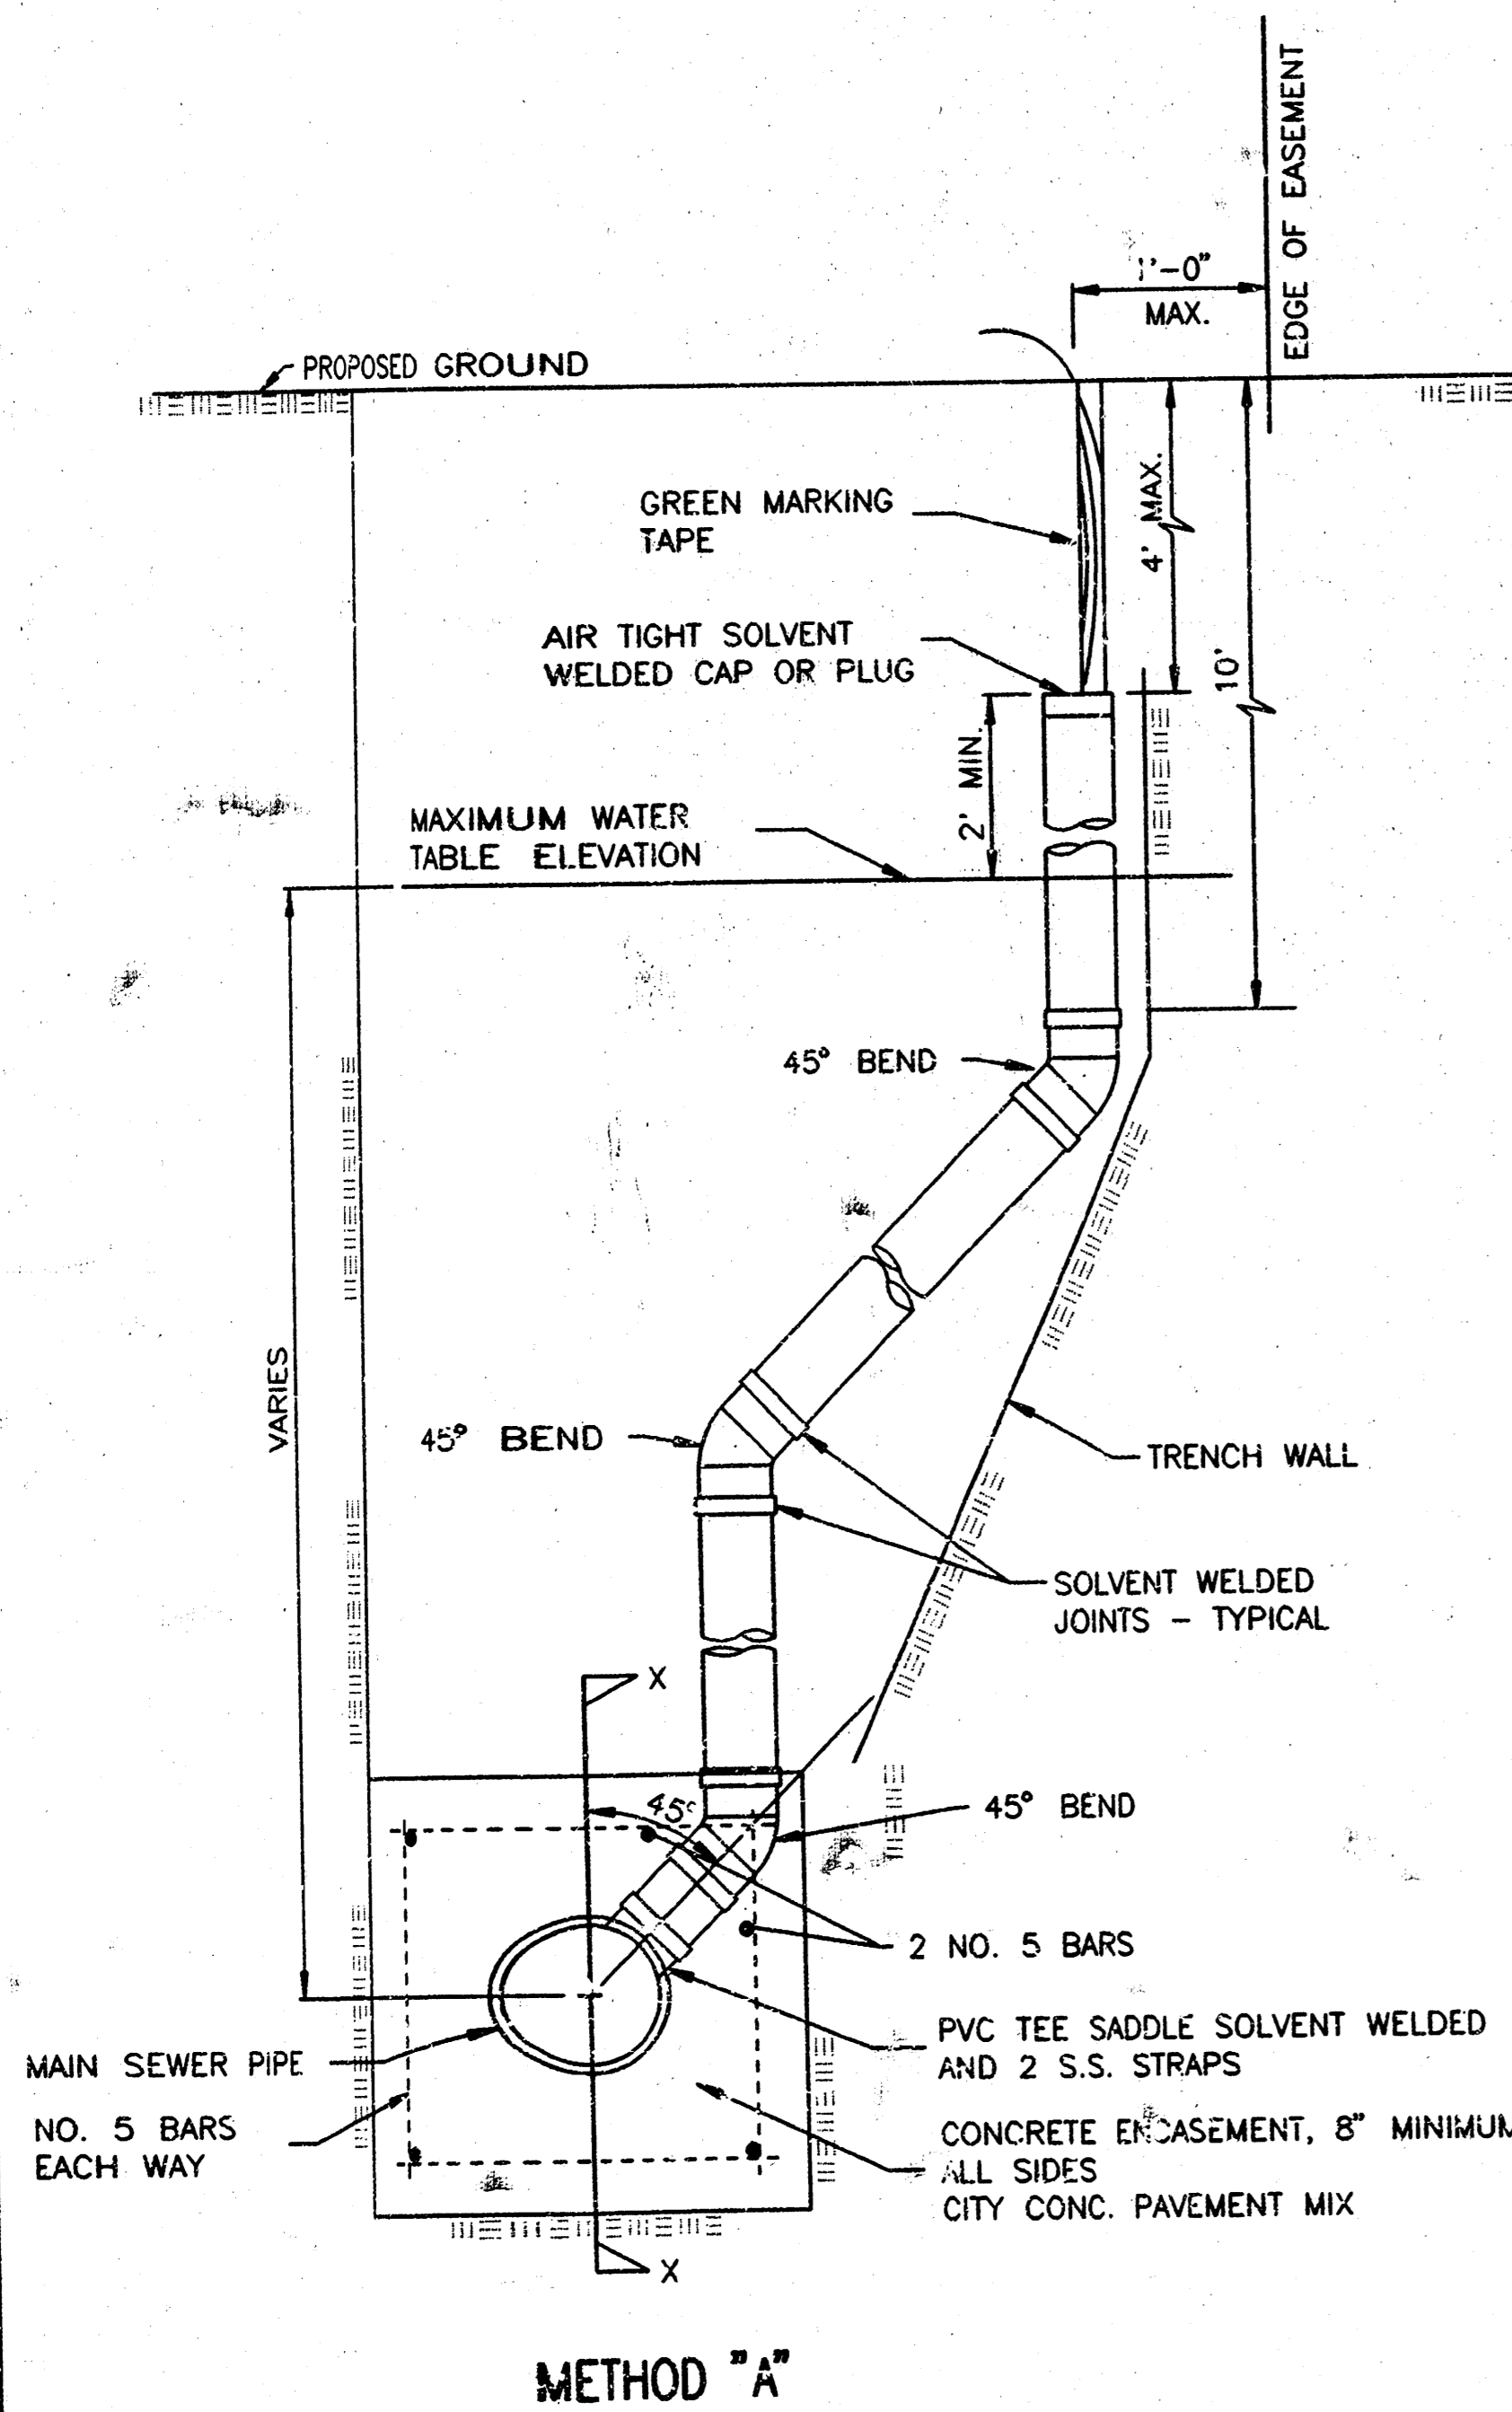 EDGE OF EASEMENT
1'-0"
MAX.
PROPOSED GROUND
GREEN MARKING
TAPE
4' MAX.
AIR TIGHT SOLVENT
WELDED CAP OR PLUG
10'
2' MIN.
MAXIMUM WATER
TABLE ELEVATION
45° BEND
VARIES
45° BEND
TRENCH WALL
SOLVENT WELDED
JOINTS - TYPICAL
X
45°
45° BEND
2 NO. 5 BARS
PVC TEE SADDLE SOLVENT WELDED
AND 2 S.S. STRAPS
MAIN SEWER PIPE
NO. 5 BARS
EACH WAY
CONCRETE ENCASEMENT, 8" MINIMUM
ALL SIDES
CITY CONC. PAVEMENT MIX
X
METHOD "A"